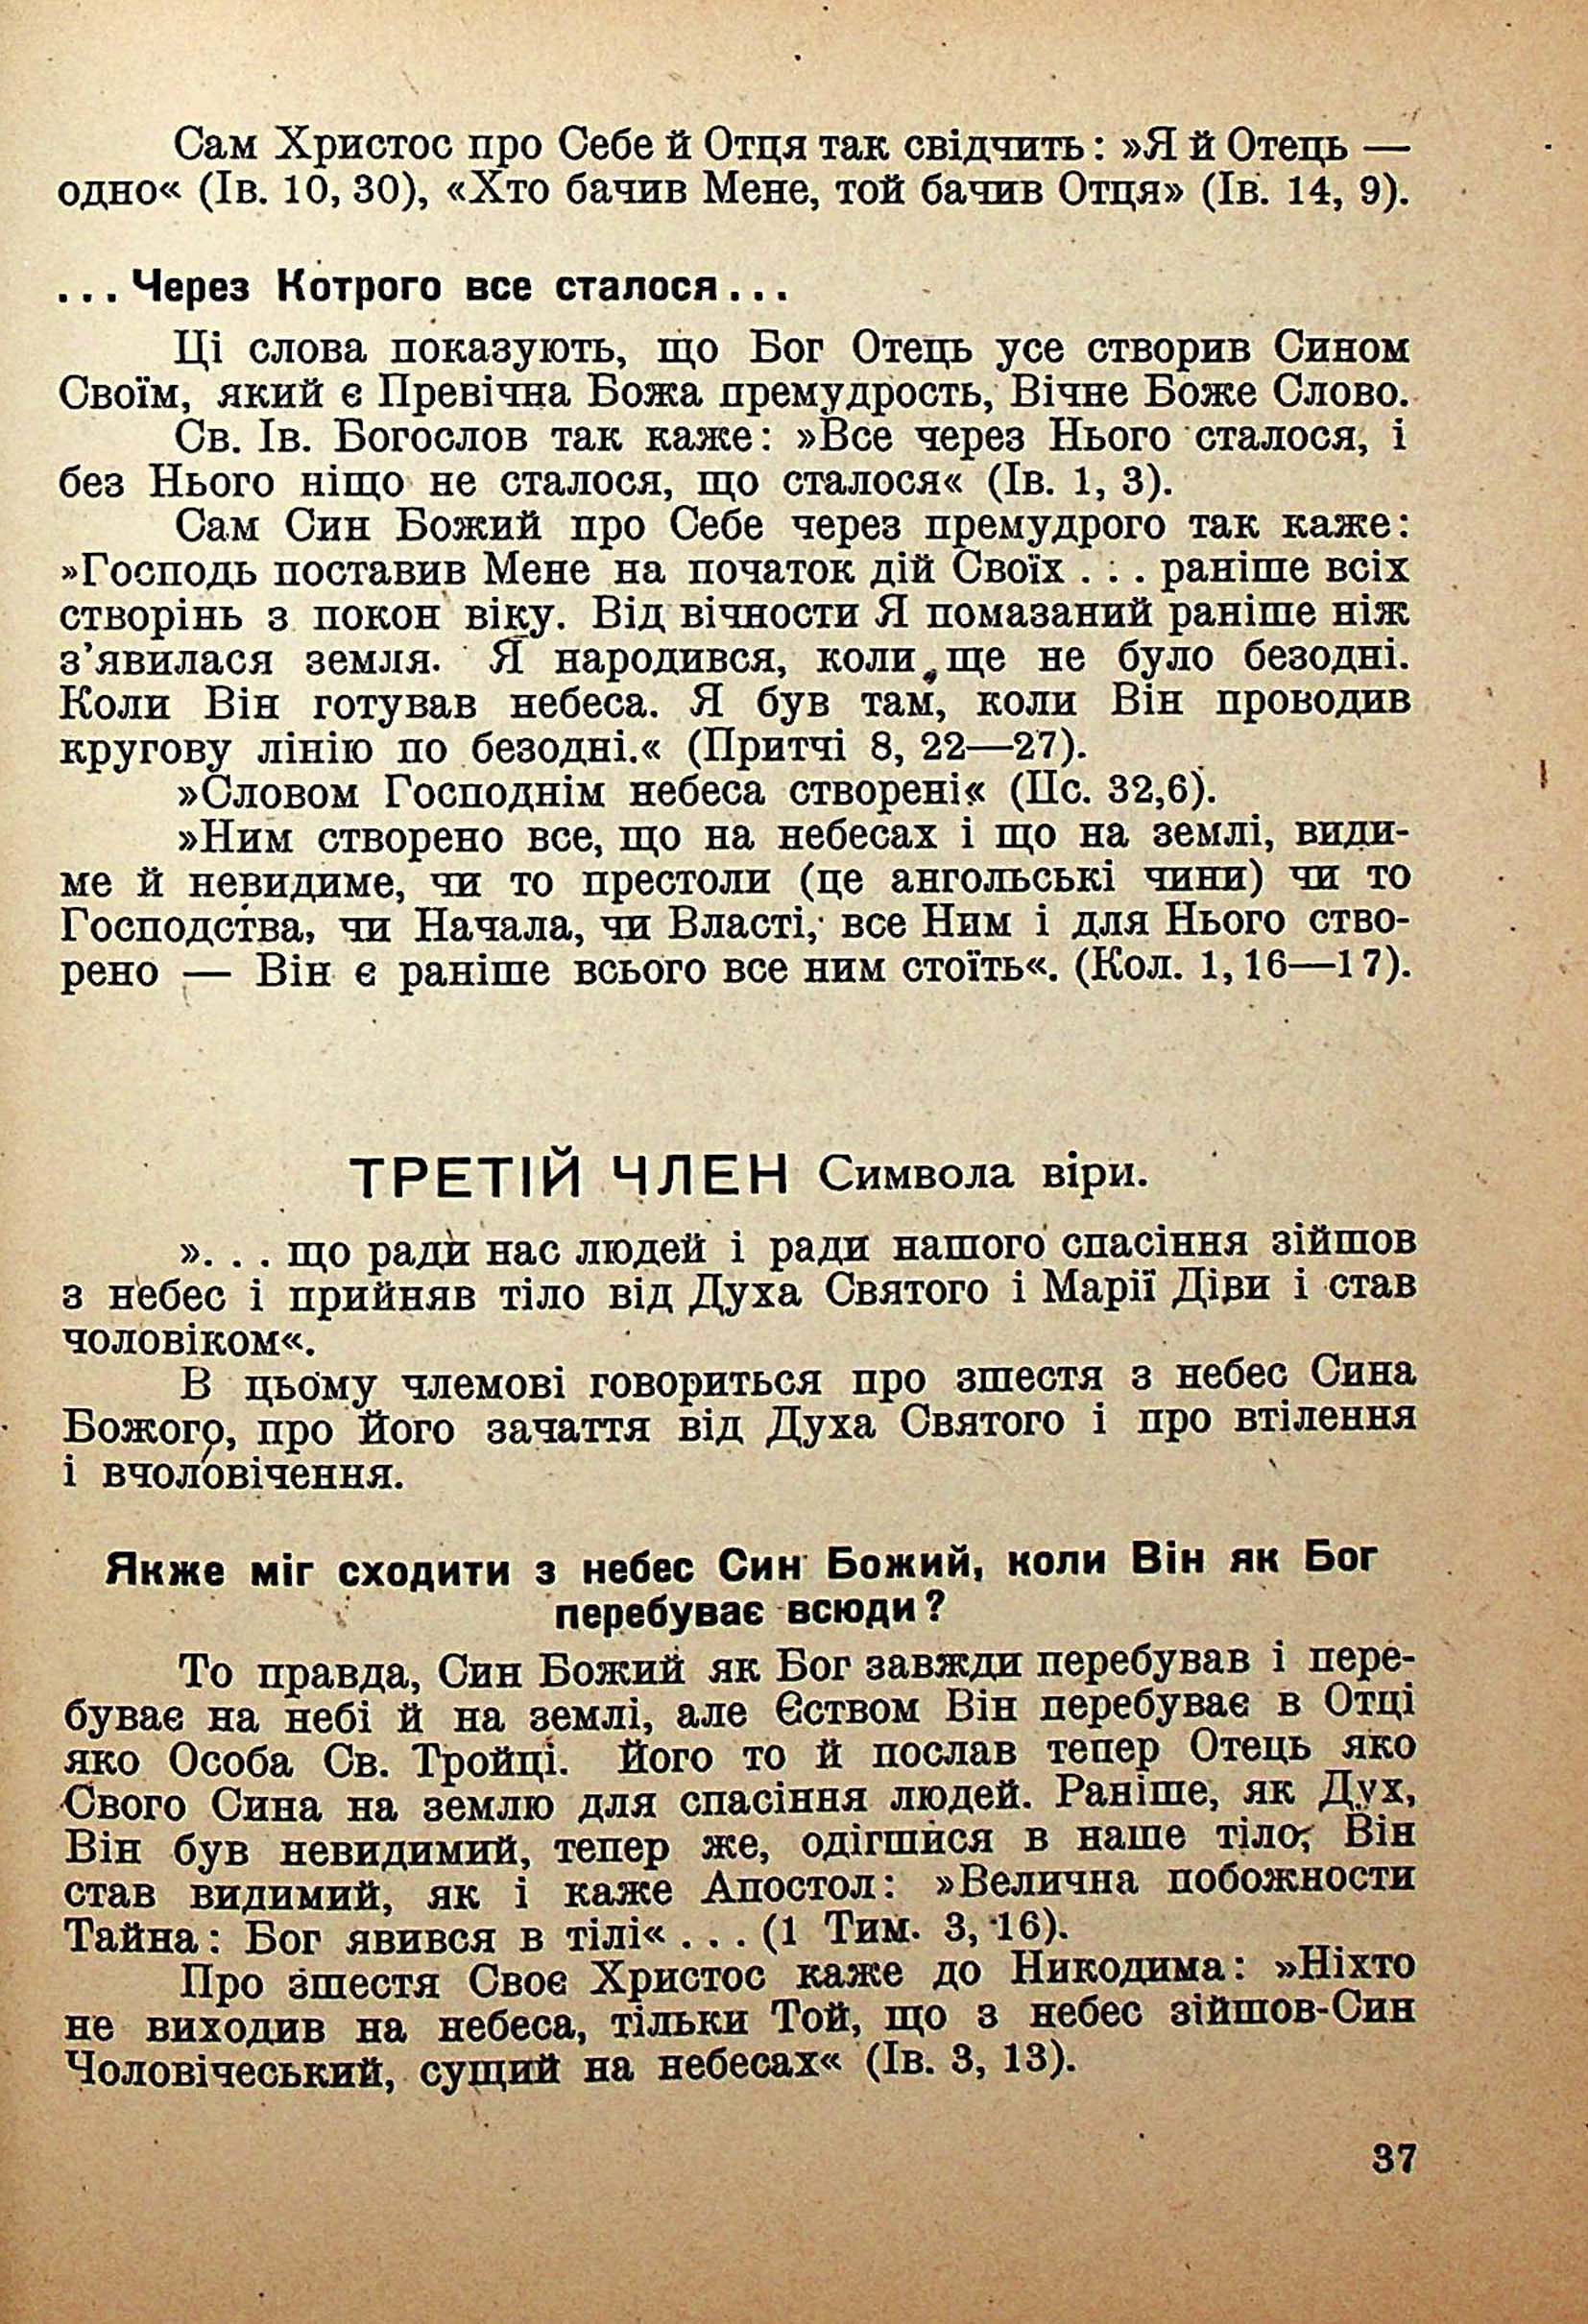 Сам Христос про Себе й Отця так свідчить: »Я й Отець —
одно« (Ів. 10, 30), «Хто бачив Мене, той бачив Отця» (Ів. 14, 9).
... Через Котрого все сталося...
Ці слова показують, що Бог Отець усе створив Сином
Своїм, який є Превічна Божа премудрость, Вічне Боже Слово.
Св. Ів. Богослов так каже: »Все через Нього сталося, і
без Нього ніщо не сталося, що сталося« (Ів. 1, 3).
Сам Син Божий про Себе через премудрого так каже:
»Господь поставив Мене на початок дій Своїх . . . раніше всіх
створінь з покон віку. Від вічности Я помазаний раніше ніж
з'явилася земля. Я народився, коли ще не було безодні.
Коли Він готував небеса. Я був там, коли Він проводив
кругову лінію по безодні.« (Притчі 8, 22—27).
»Словом Господнім небеса створені« (Пс. 32,6).
»Ним створено все, що на небесах і що на землі, види-
ме й невидиме, чи то престоли (це ангольські чини) чи то
Господства, чи Начала, чи Власті, все Ним і для Нього ство-
рено — Він є раніше всього все ним стоїть«. (Кол. 1, 16—17).
ТРЕТІЙ ЧЛЕН Символа віри.
». . . що ради нас людей і ради нашого спасіння зійшов
з небес і прийняв тіло від Духа Святого і Марії Діви і став
чоловіком«.
В цьому члемові говориться про зшестя з небес Сина
Божого, про Його зачаття від Духа Святого і про втілення
і вчоловічення.
Якже міг сходити з небес Син Божий, коли Він як Бог
перебуває всюди?
То правда, Син Божий як Бог завжди перебував і пере-
буває на небі й на землі, але Єством Він перебуває в Отці
яко Особа Св. Тройці. Його то й послав тепер Отець яко
Свого Сина на землю для спасіння людей. Раніше, як Дух,
Він був невидимий, тепер же, одігшйся в наше тіло, Він
став видимий, як і каже Апостол: »Велична побожности
Тайна: Бог явився в тілі« . . . (1 Тим. 3, 16).
Про зшестя Своє Христос каже до Никодима: »Ніхто
не виходив на небеса, тільки Той, що з небес зійшов-Син
Чоловічеський, сущий на небесах« (Ів. 3, 13).
37